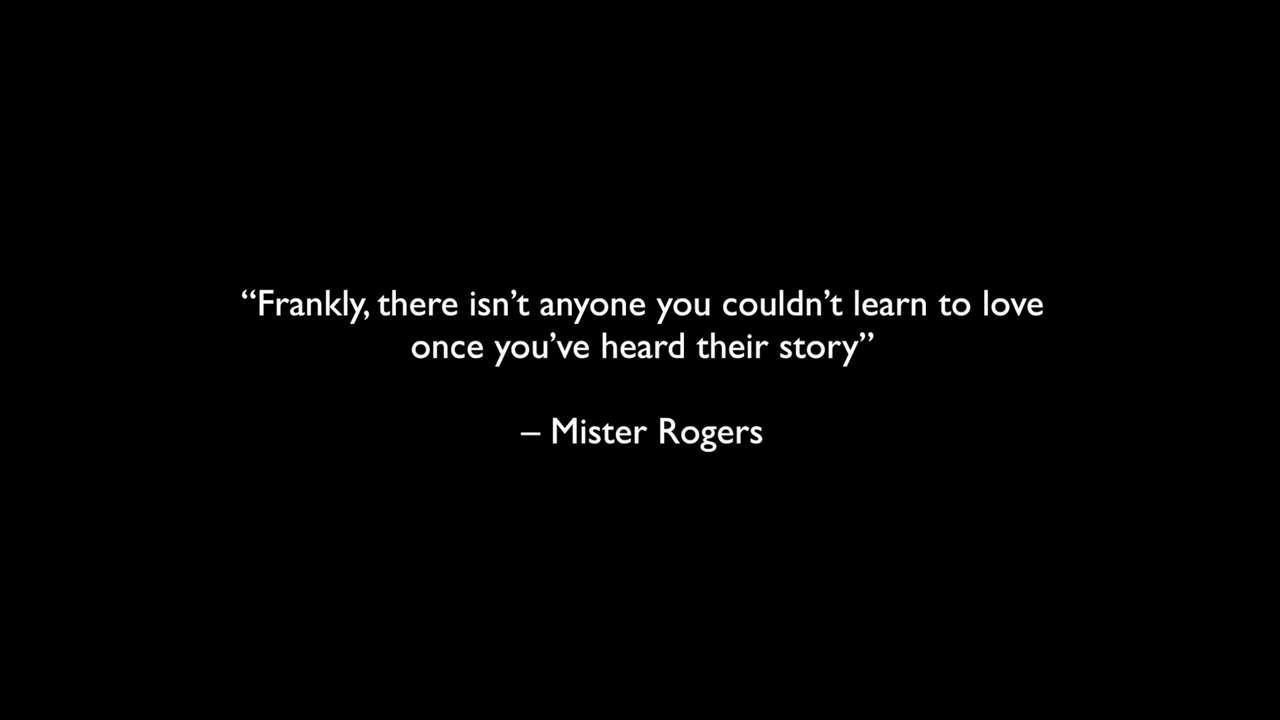 “Frankly, there isn’t anyone you couldn’t learn to love
once you’ve heard their story”
– Mister Rogers